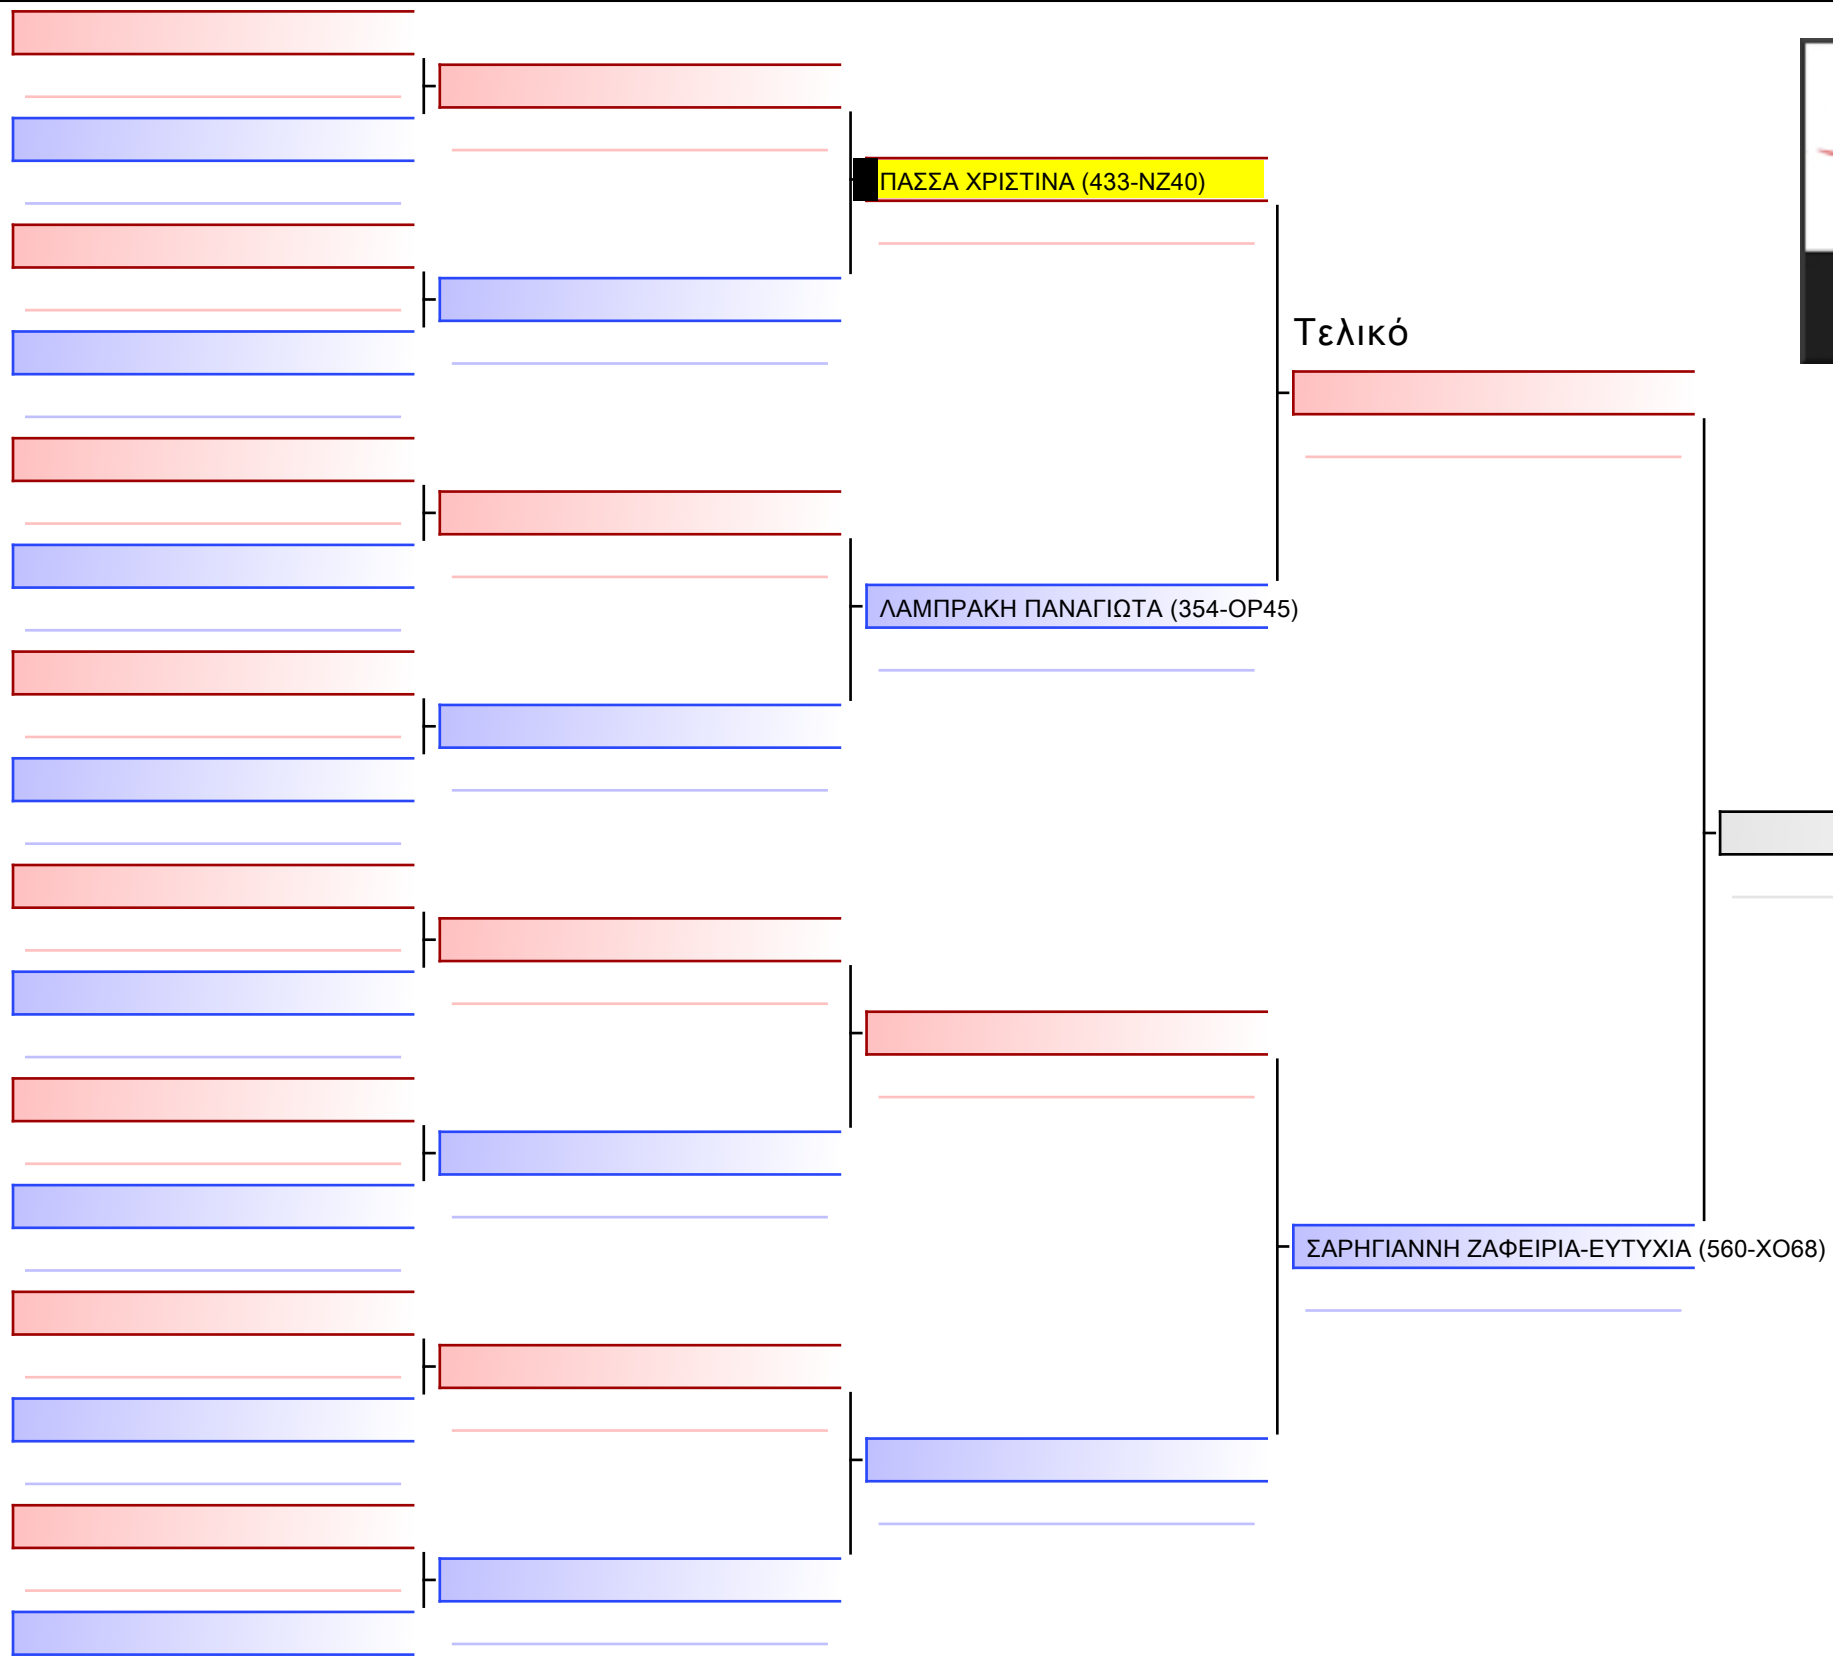 ΠΑΣΣΑ ΧΡΙΣΤΙΝΑ (433-ΝΖ40)
Τελικό
ΛΑΜΠΡΑΚΗ ΠΑΝΑΓΙΩΤΑ (354-ΟΡ45)
ΣΑΡΗΓΙΑΝΝΗ ΖΑΦΕΙΡΙΑ-ΕΥΤΥΧΙΑ (560-ΧΟ68)